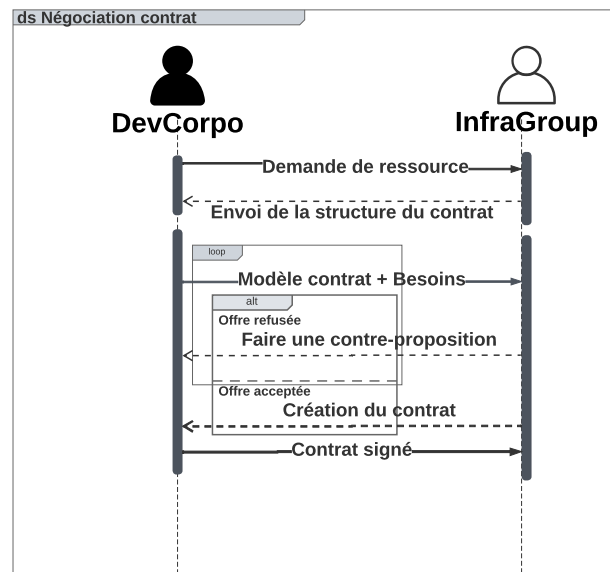 ds Négociation contrat
DevCorpo
InfraGroup
Demande de ressource
Envoi de la structure du contrat
loop
Modèle contrat + Besoins
alt
Offre refusée
Faire une contre-proposition
Offre acceptée
Création du contrat
Contrat signé